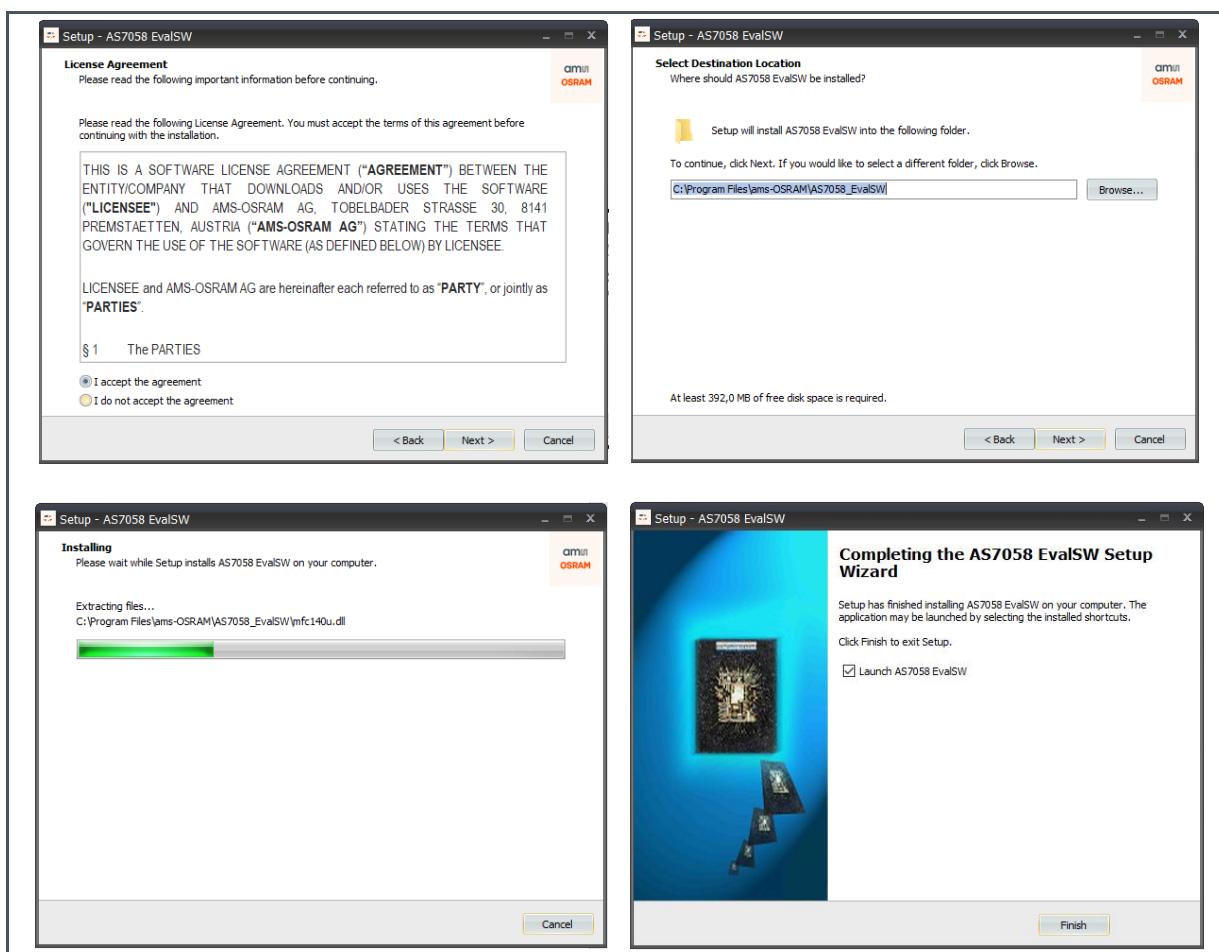 Setup - AS7058 EvalSW
License Agreement
Please read the following important information before continuing.
amu
OSRAM
Please read the following License Agreement. You must accept the terms of this agreement before
continuing with the installation.
THIS IS A SOFTWARE LICENSE AGREEMENT (“AGREEMENT”) BETWEEN THE
ENTITY/COMPANY THAT DOWNLOADS AND/OR USES THE SOFTWARE
("LICENSEE") AND AMS-OSRAM AG, TOBELBADER STRASSE 30, 8141
PREMSTAETTEN, AUSTRIA (“AMS-OSRAM AG”) STATING THE TERMS THAT
GOVERN THE USE OF THE SOFTWARE (AS DEFINED BELOW) BY LICENSEE.
LICENSEE and AMS-OSRAM AG are hereinafter each referred to as “PARTY”, or jointly as
“PARTIES”.
§ 1 The PARTIES
I accept the agreement
I do not accept the agreement
< Back Next > Cancel
Setup - AS7058 EvalSW
Select Destination Location
Where should AS7058 EvalSW be installed?
amu
OSRAM
Setup will install AS7058 EvalSW into the following folder.
To continue, click Next. If you would like to select a different folder, click Browse.
C:\Program Files\ams-OSRAM\AS7058_EvalSW
Browse...
At least 392,0 MB of free disk space is required.
< Back Next > Cancel
Setup - AS7058 EvalSW
Installing
Please wait while Setup installs AS7058 EvalSW on your computer.
amu
OSRAM
Extracting files...
C:\Program Files\ams-OSRAM\AS7058_EvalSW\mfc140u.dll
Cancel
Setup - AS7058 EvalSW
Completing the AS7058 EvalSW Setup
Wizard
Setup has finished installing AS7058 EvalSW on your computer. The
application may be launched by selecting the installed shortcuts.
Click Finish to exit Setup.
Launch AS7058 EvalSW
Finish